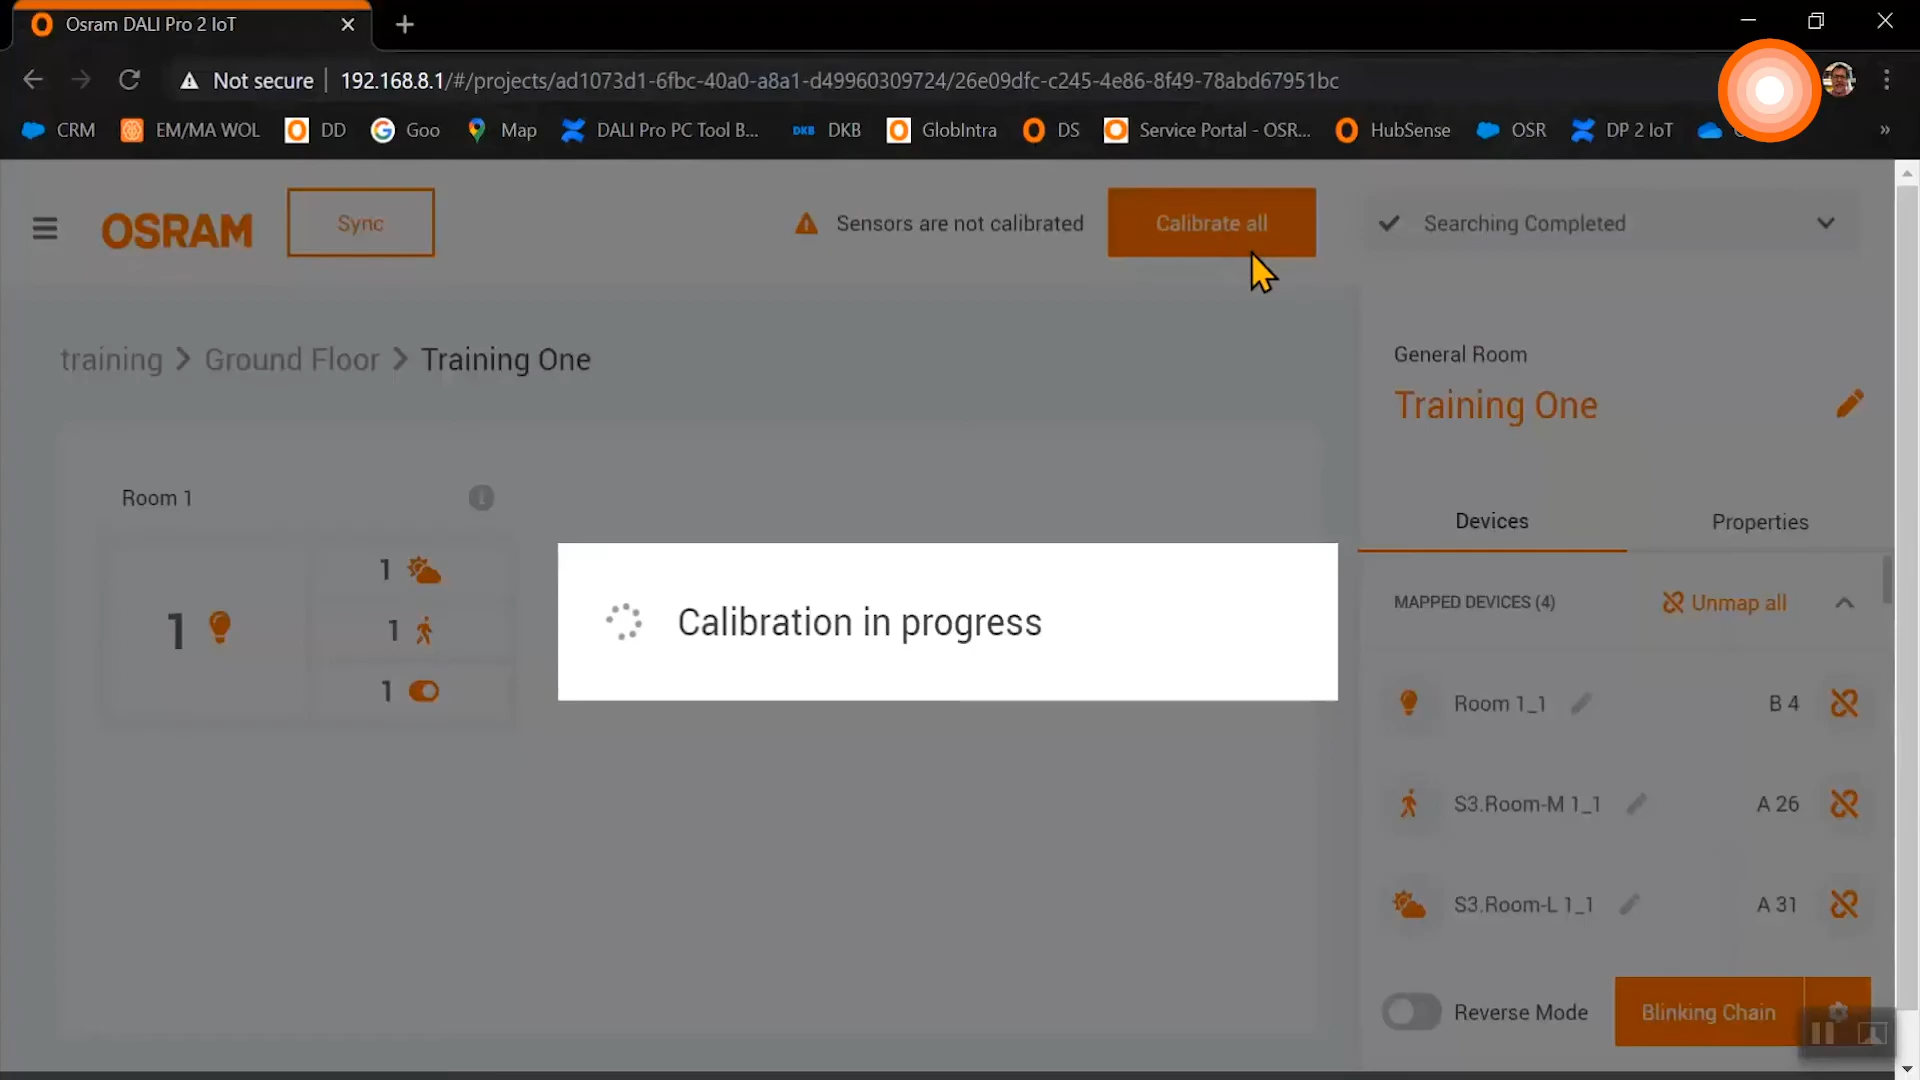 Osram DALI Pro 2 IoT
Not secure
192.168.8.1/#/projects/ad1073d1-6fbc-40a0-a8a1-d49960309724/26e09dfc-c245-4e86-8f49-78abd67951bc
CRM EM/MA WOL DD Goo Map DALI Pro PC Tool B... DKB DKB GlobIntra DS Service Portal - OSR... HubSense OSR DP 2 IoT
OSRAM
Sync
Sensors are not calibrated
Calibrate all
Searching Completed
training > Ground Floor > Training One
General Room
Training One
Devices
Properties
Room 1
1
1
1
1
Calibration in progress
MAPPED DEVICES (4)
Unmap all
Room 1_1 B 4
S3.Room-M 1_1 A 26
S3.Room-L 1_1 A 31
Reverse Mode
Blinking Chain